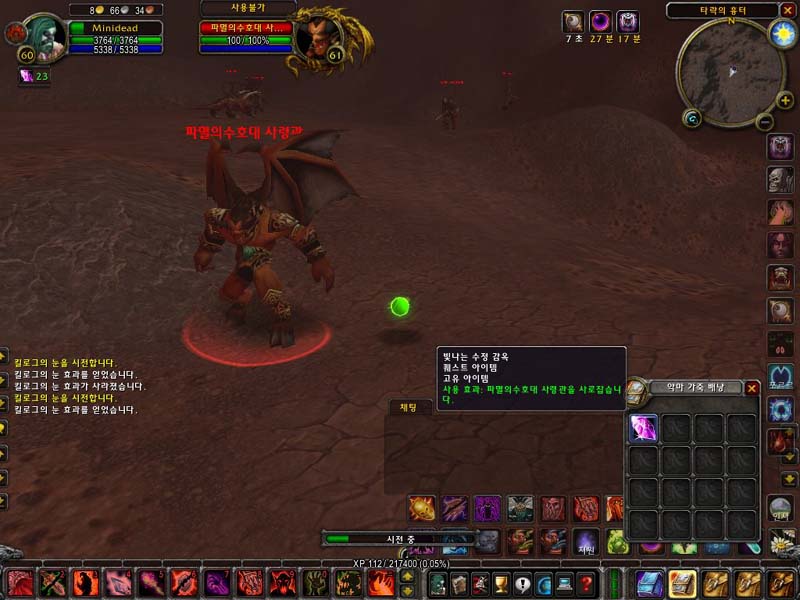 8 66 34
Minidead
3764 / 3764
5338 / 5338
60
23
사용불가
파멸의수호대 사...
100 / 100%
61
7 초 27 분 17 분
타락의 흉터
N
파멸의수호대 사령관
킬로그의 눈을 시전합니다.
킬로그의 눈 효과를 얻었습니다.
킬로그의 눈 효과가 사라졌습니다.
킬로그의 눈을 시전합니다.
킬로그의 눈 효과를 얻었습니다.
빛나는 수정 감옥
퀘스트 아이템
고유 아이템
사용 효과: 파멸의수호대 사령관을 사로잡습니
다.
채팅
악마 가죽 배낭
시전 중
XP 112 / 217400 (0.05%)